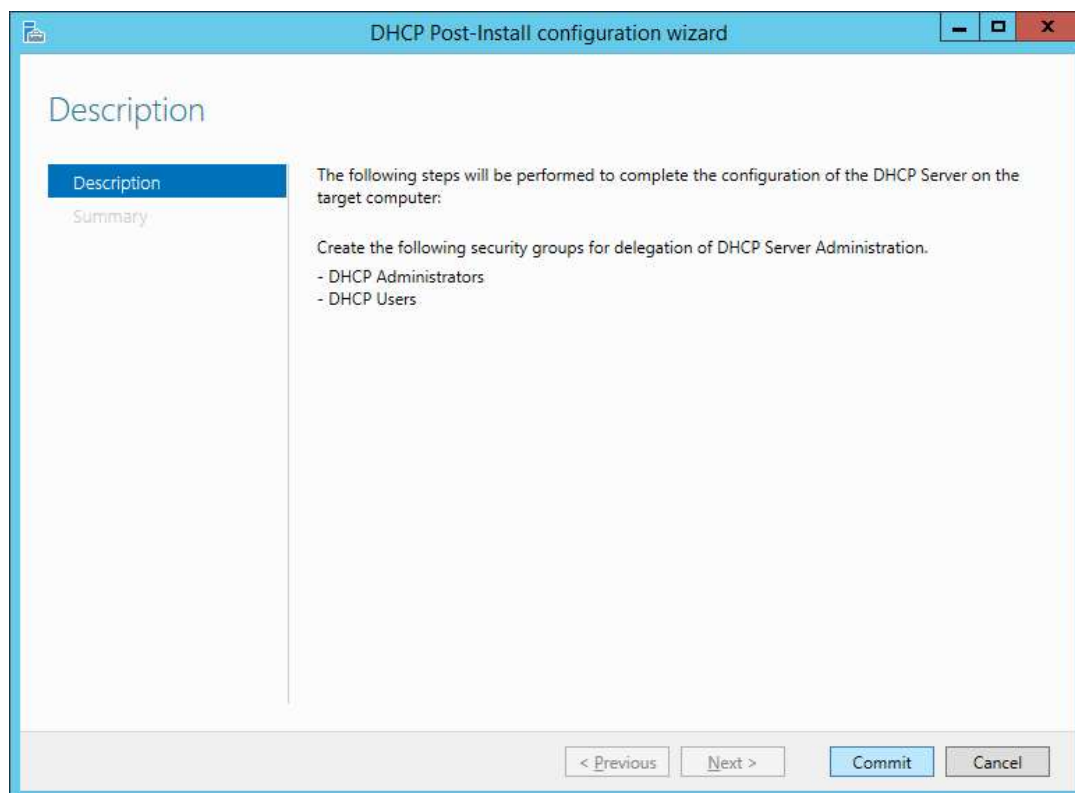 DHCP Post-Install configuration wizard
Description
Description
Summary
The following steps will be performed to complete the configuration of the DHCP Server on the
target computer:
Create the following security groups for delegation of DHCP Server Administration.
- DHCP Administrators
- DHCP Users
< Previous
Next >
Commit
Cancel